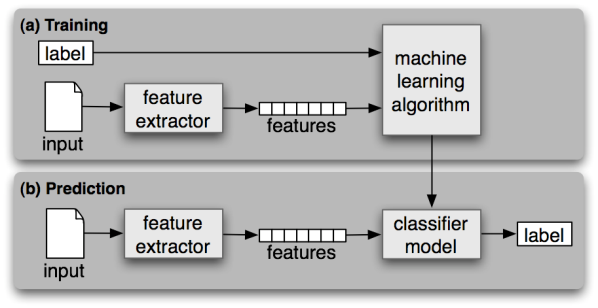 (a) Training
label
machine
learning
algorithm
feature
extractor
features
input
(b) Prediction
feature
extractor
features
classifier
model
label
input